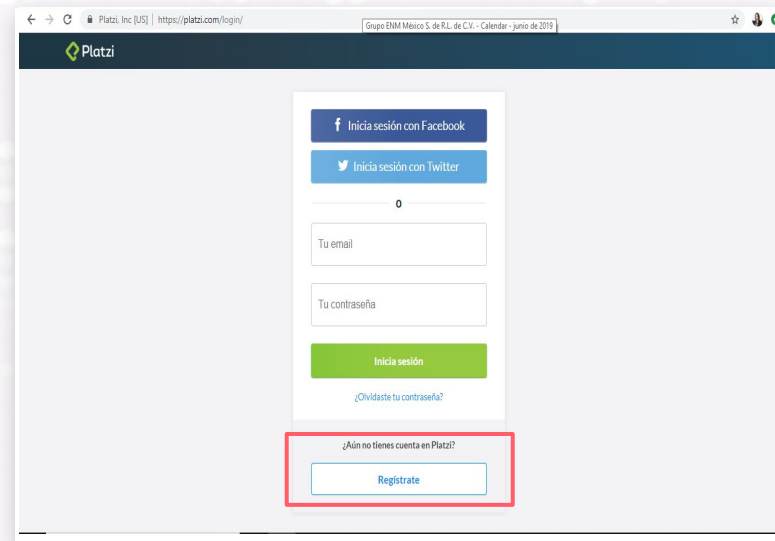 Platzi, Inc [US] | https://platzi.com/login/
Grupo ENM México S. de R.L. de C.V. - Calendar - junio de 2019
Platzi
f Inicia sesión con Facebook
Inicia sesión con Twitter
o
Tu email
Tu contraseña
Inicia sesión
¿Olvidaste tu contraseña?
¿Aún no tienes cuenta en Platzi?
Regístrate